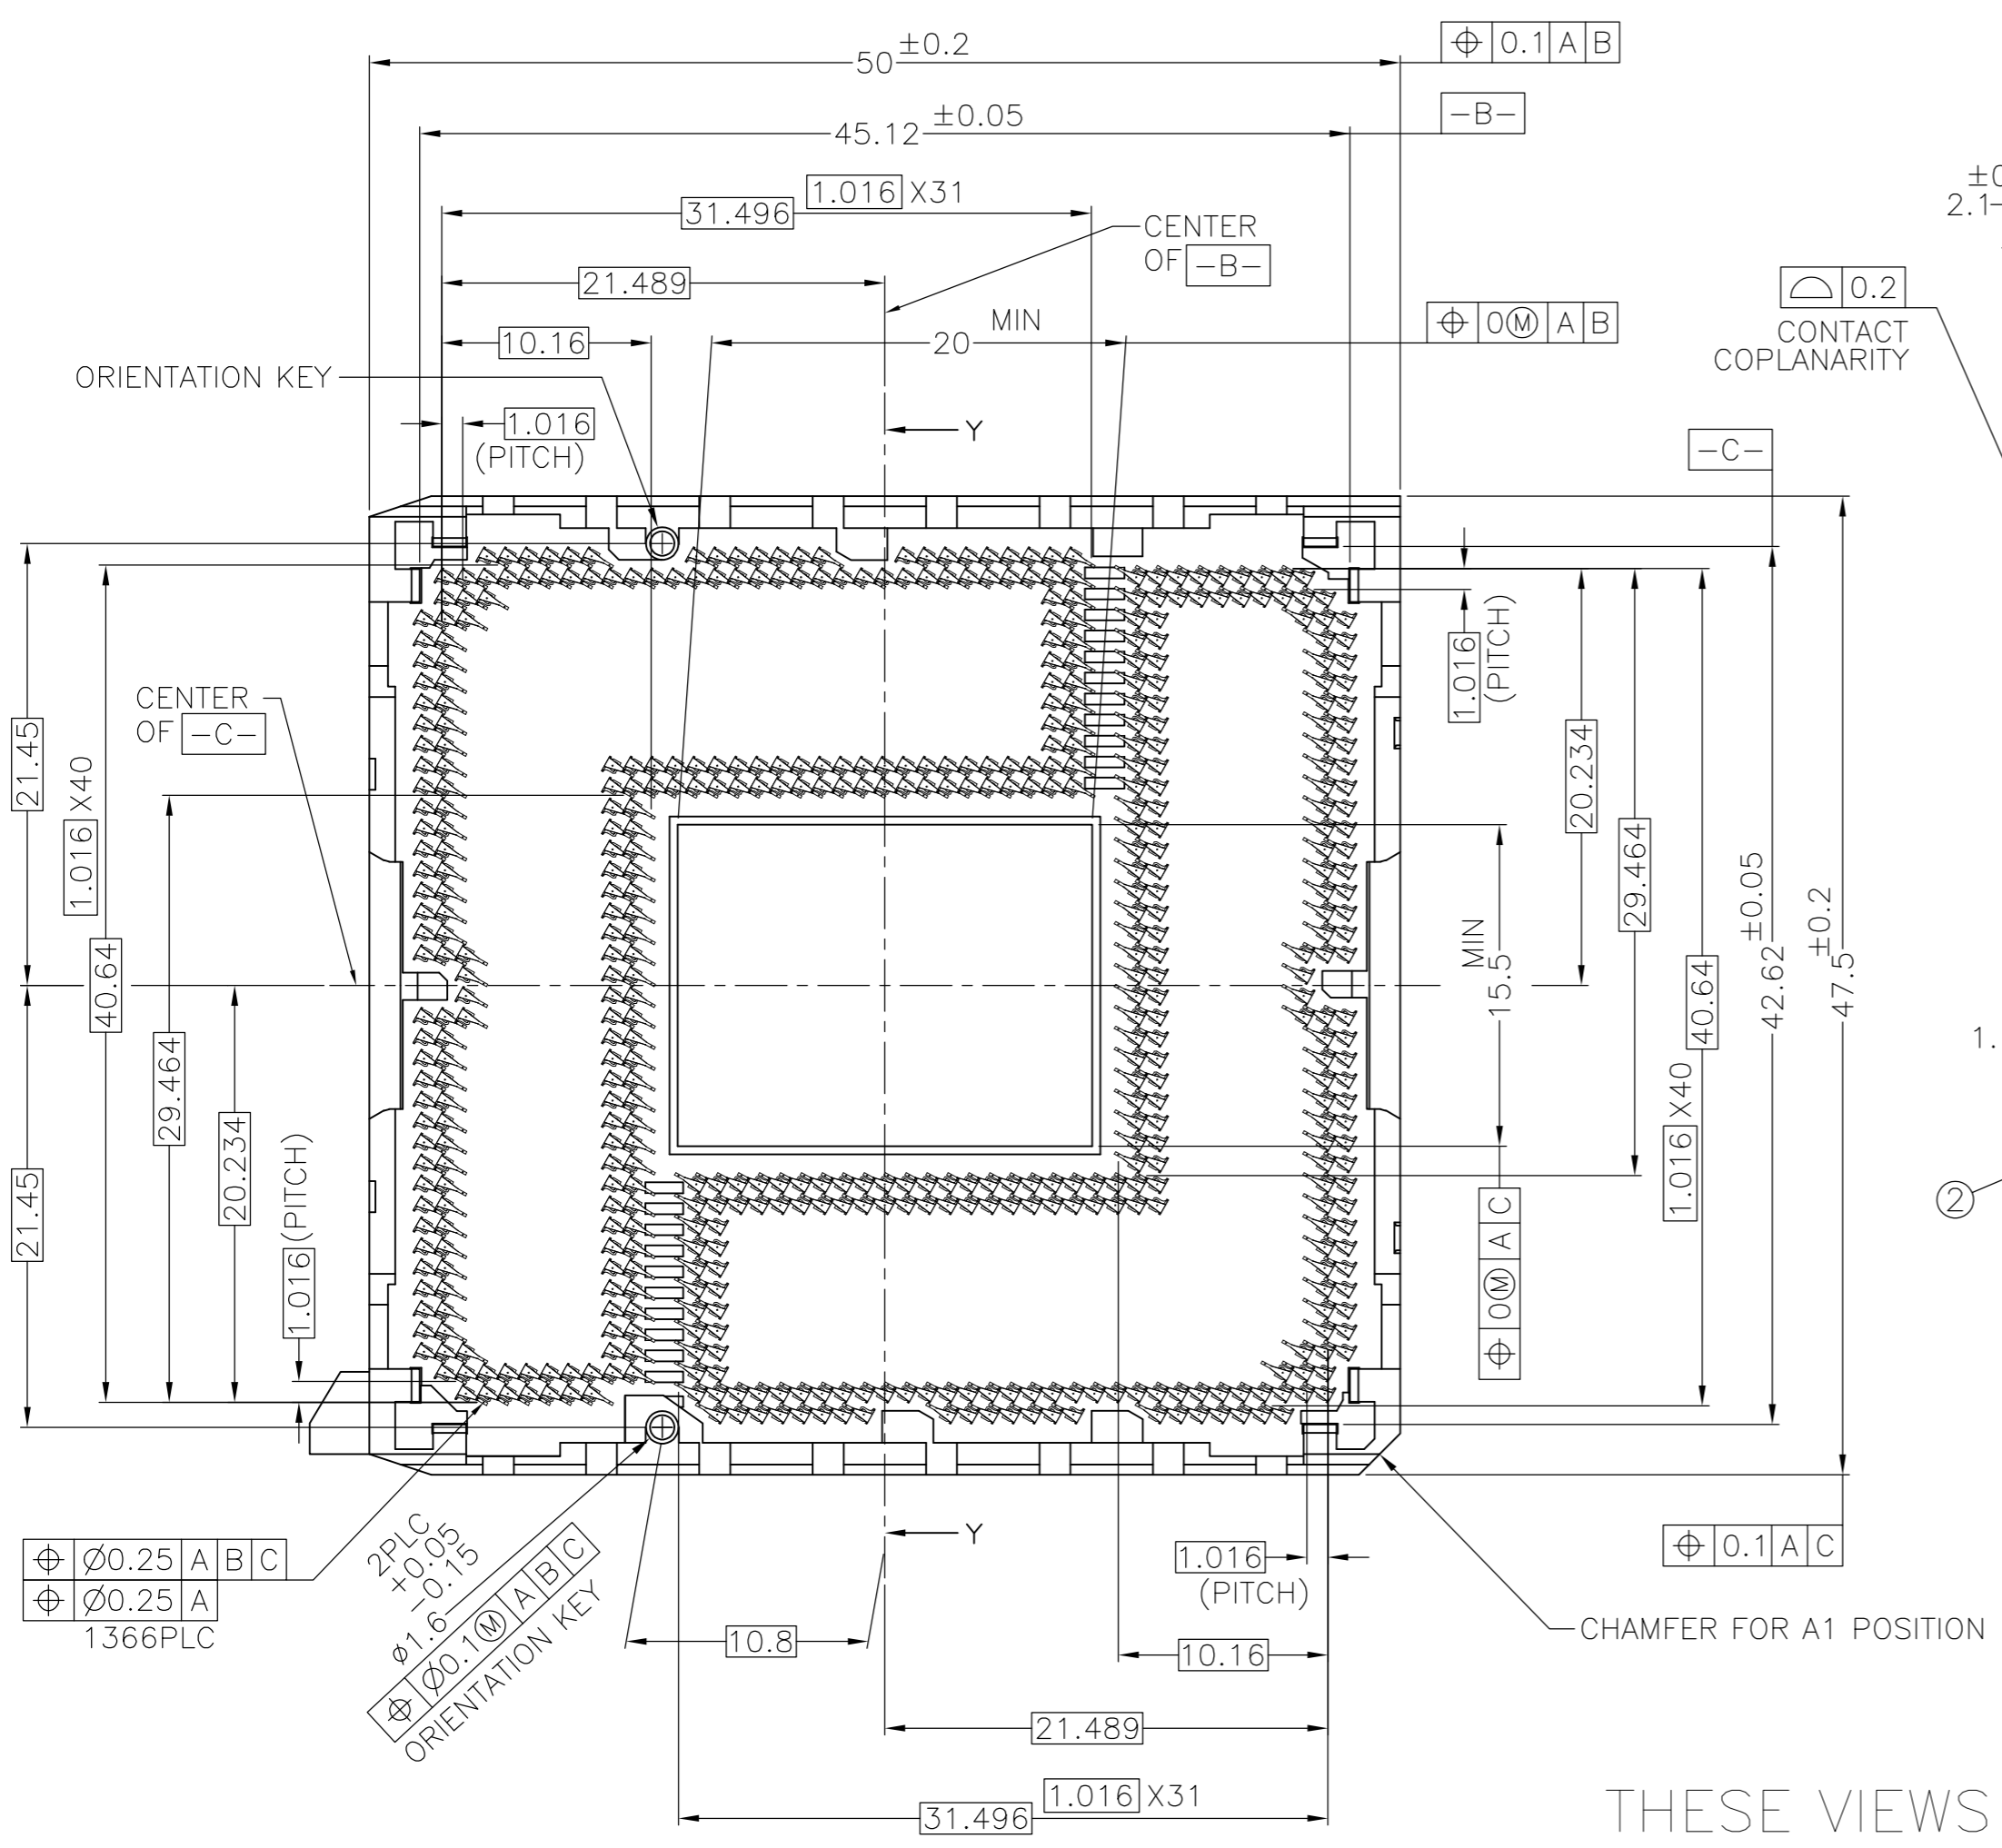 50 ±0.2
⌖ 0.1 A B
45.12 ±0.05
-B-
31.496
1.016 X31
CENTER
OF -B-
21.489
10.16
MIN
20
⌖ 0Ⓜ A B
ORIENTATION KEY
1.016
(PITCH)
Y
2.1
⌓ 0.2
CONTACT
COPLANARITY
-C-
CENTER
OF -C-
21.45
1.016 X40
40.64
29.464
20.234
1.016 (PITCH)
21.45
1.016
(PITCH)
20.234
29.464
MIN
15.5
⌖ 0Ⓜ A C
40.64
1.016 X40
42.62 ±0.05
47.5 ±0.2
1.
2
⌖ Ø0.25 A B C
⌖ Ø0.25 A
1366PLC
2PLC
+0.05
-0.15
ø1.6
⌖ Ø0.1Ⓜ A B C
ORIENTATION KEY
Y
10.8
1.016
(PITCH)
10.16
21.489
31.496
1.016 X31
⌖ 0.1 A C
CHAMFER FOR A1 POSITION
THESE VIEWS